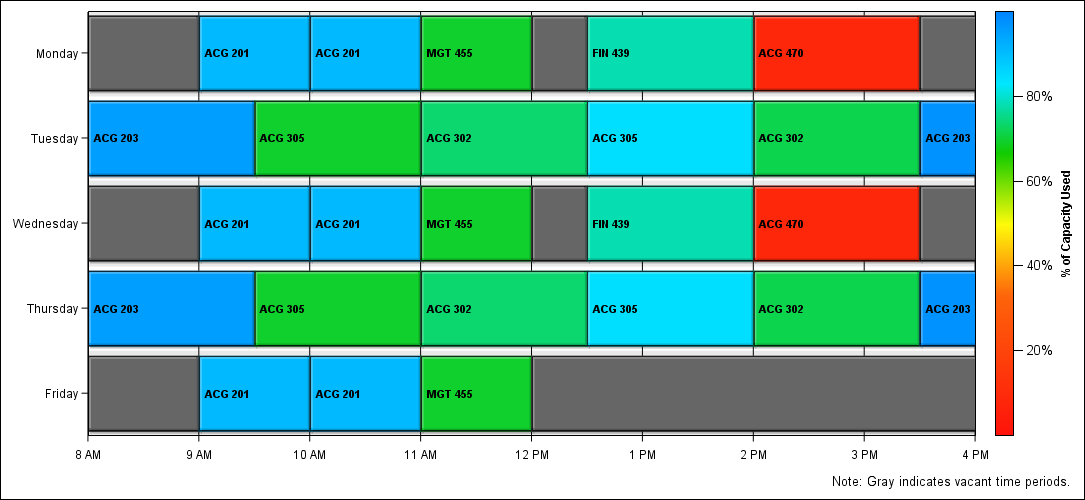 Monday ACG 201 ACG 201 MGT 455 FIN 439 ACG 470
Tuesday ACG 203 ACG 305 ACG 302 ACG 305 ACG 302 ACG 203
Wednesday ACG 201 ACG 201 MGT 455 FIN 439 ACG 470
Thursday ACG 203 ACG 305 ACG 302 ACG 305 ACG 302 ACG 203
Friday ACG 201 ACG 201 MGT 455
8 AM 9 AM 10 AM 11 AM 12 PM 1 PM 2 PM 3 PM 4 PM
80%
60%
40%
20%
% of Capacity Used
Note: Gray indicates vacant time periods.